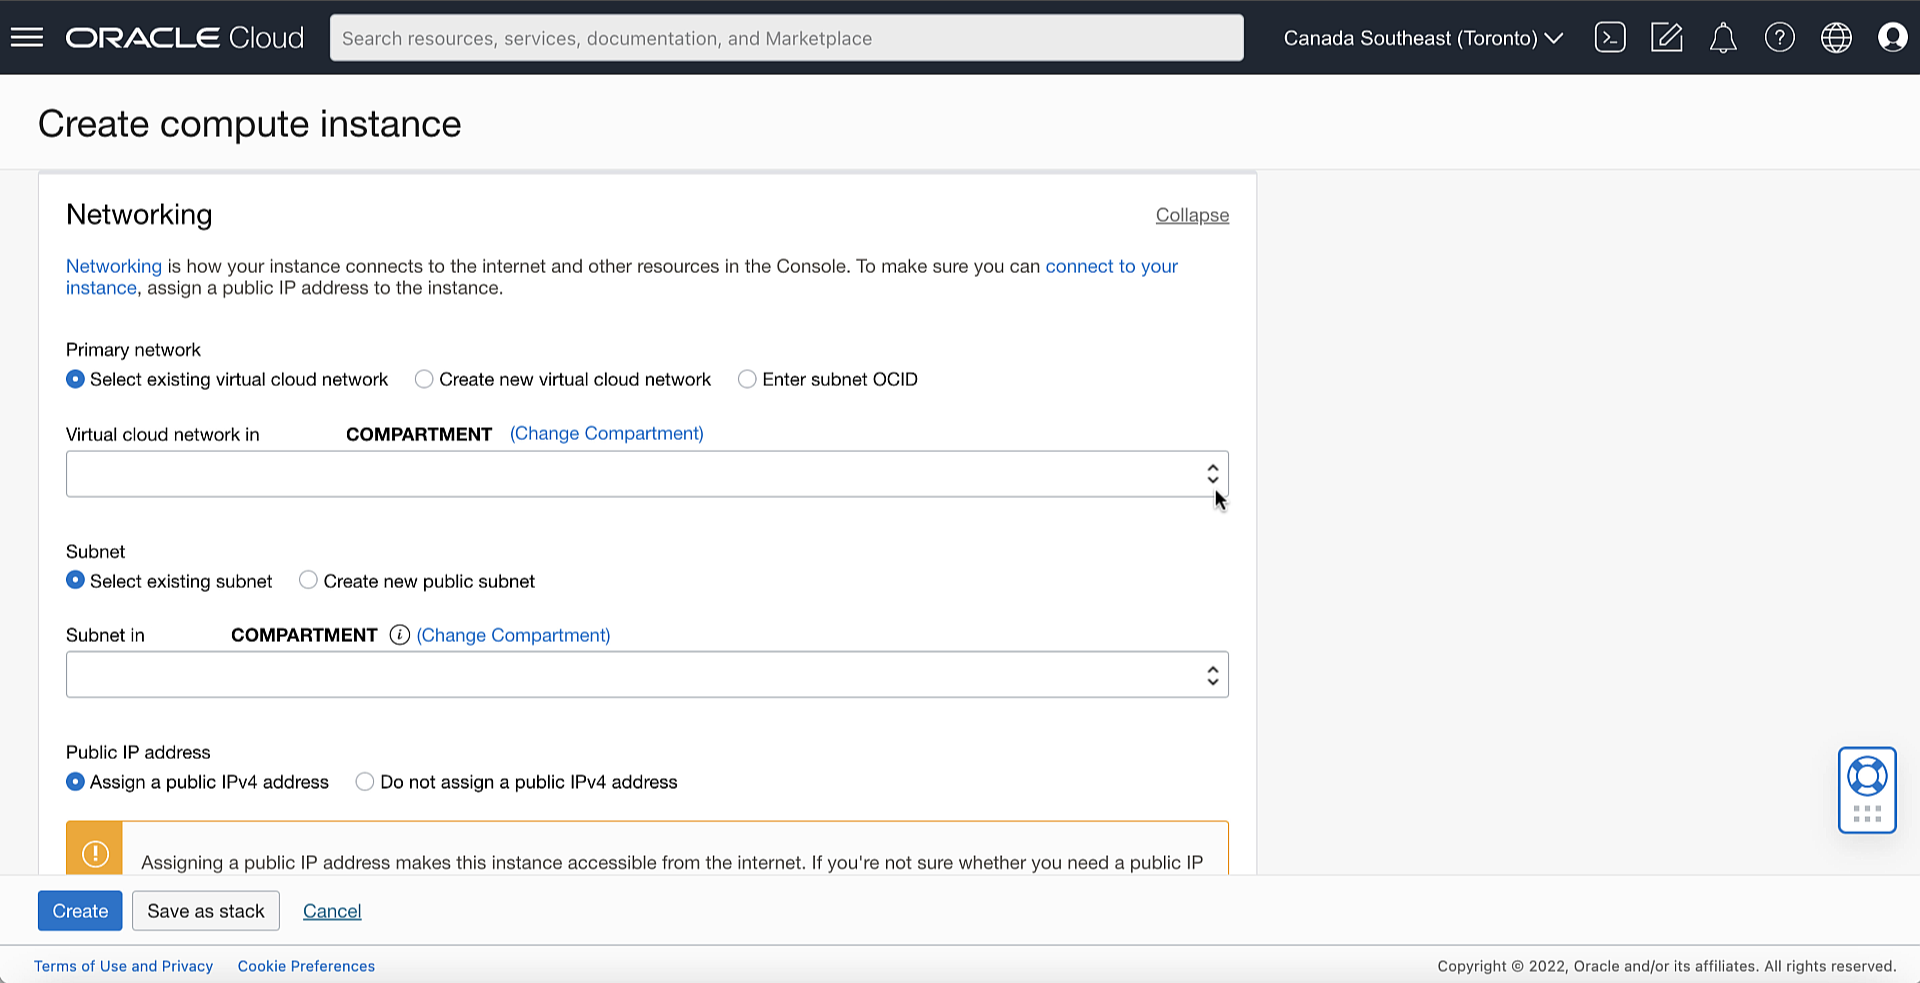 ORACLE Cloud
Search resources, services, documentation, and Marketplace
Canada Southeast (Toronto)
Create compute instance
Networking
Collapse
Networking is how your instance connects to the internet and other resources in the Console. To make sure you can connect to your
instance, assign a public IP address to the instance.
Primary network
Select existing virtual cloud network
Create new virtual cloud network
Enter subnet OCID
Virtual cloud network in COMPARTMENT (Change Compartment)
Subnet
Select existing subnet
Create new public subnet
Subnet in COMPARTMENT (Change Compartment)
Public IP address
Assign a public IPv4 address
Do not assign a public IPv4 address
Assigning a public IP address makes this instance accessible from the internet. If you're not sure whether you need a public IP
Create
Save as stack
Cancel
Terms of Use and Privacy
Cookie Preferences
Copyright © 2022, Oracle and/or its affiliates. All rights reserved.